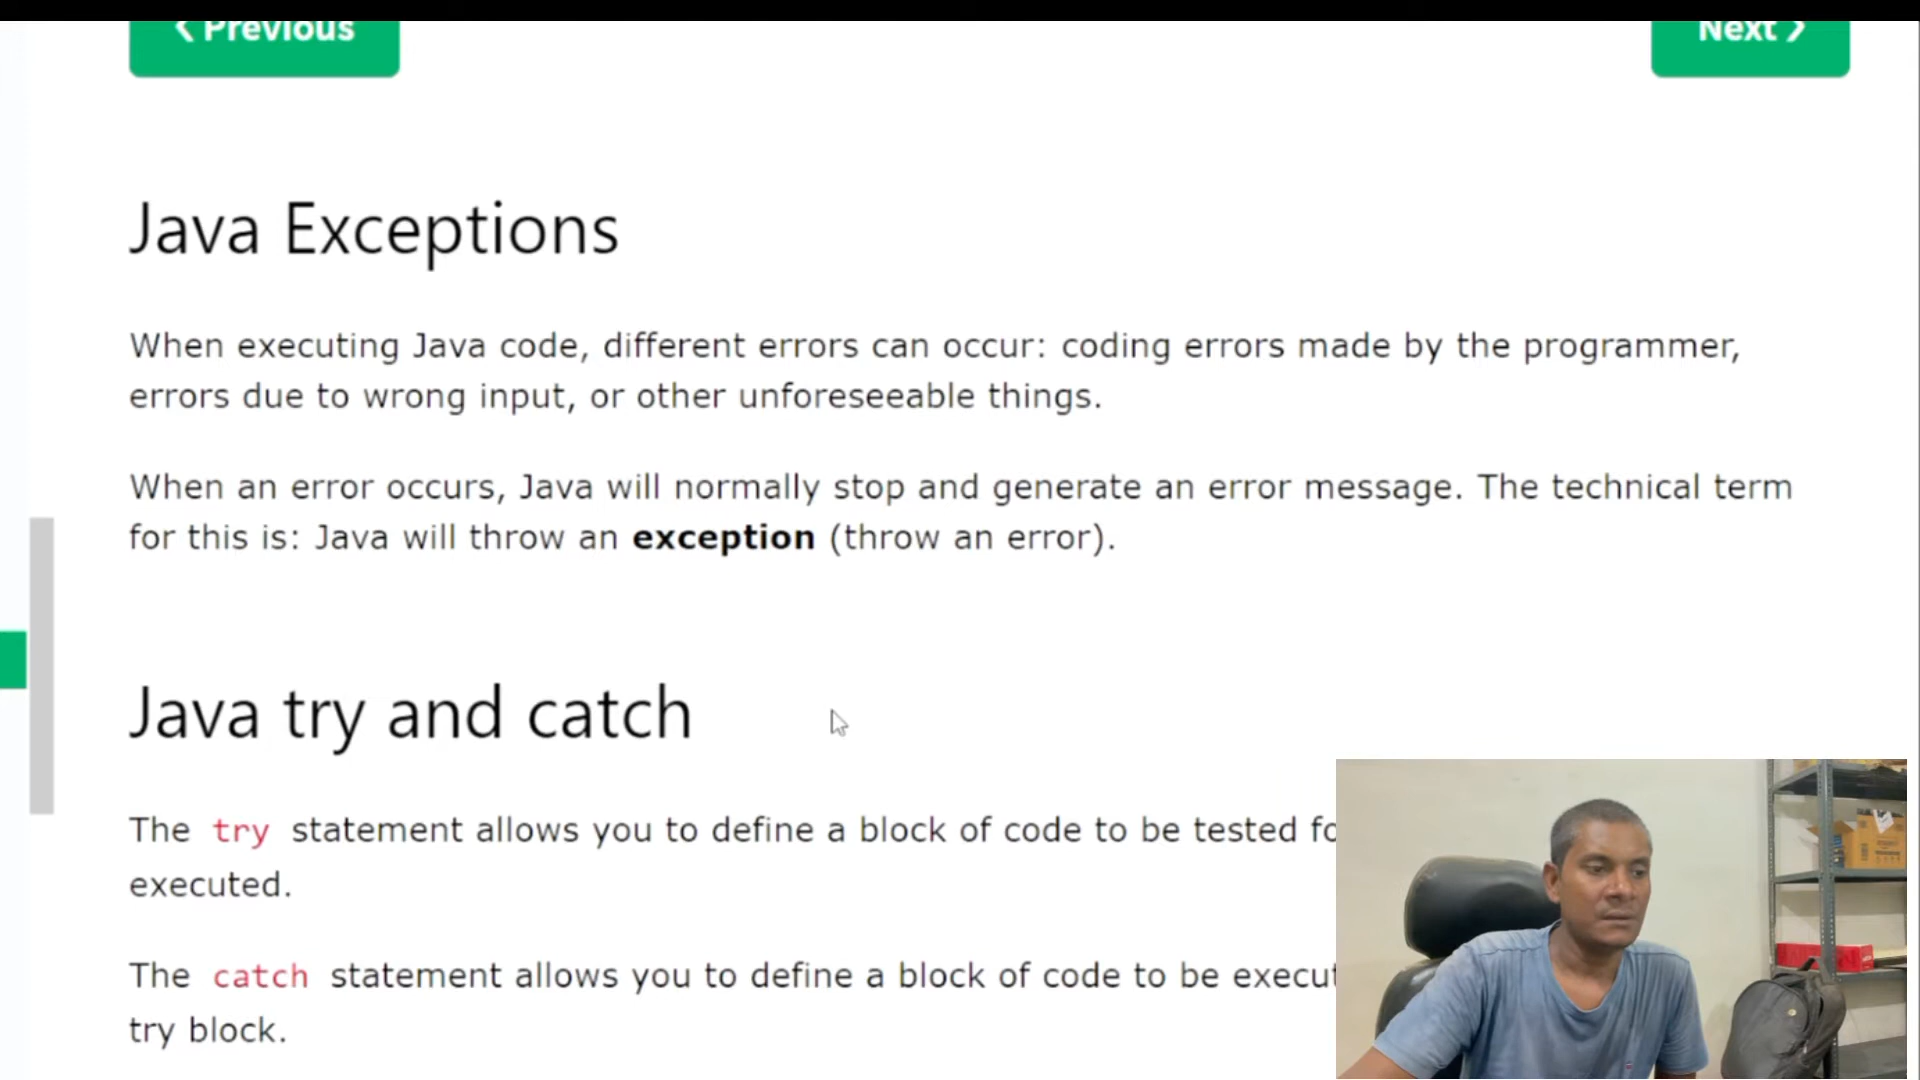 ❮ Previous
Next ❯
Java Exceptions
When executing Java code, different errors can occur: coding errors made by the programmer,
errors due to wrong input, or other unforeseeable things.
When an error occurs, Java will normally stop and generate an error message. The technical term
for this is: Java will throw an exception (throw an error).
Java try and catch
The try statement allows you to define a block of code to be tested
executed.
The catch statement allows you to define a block of code to be
try block.